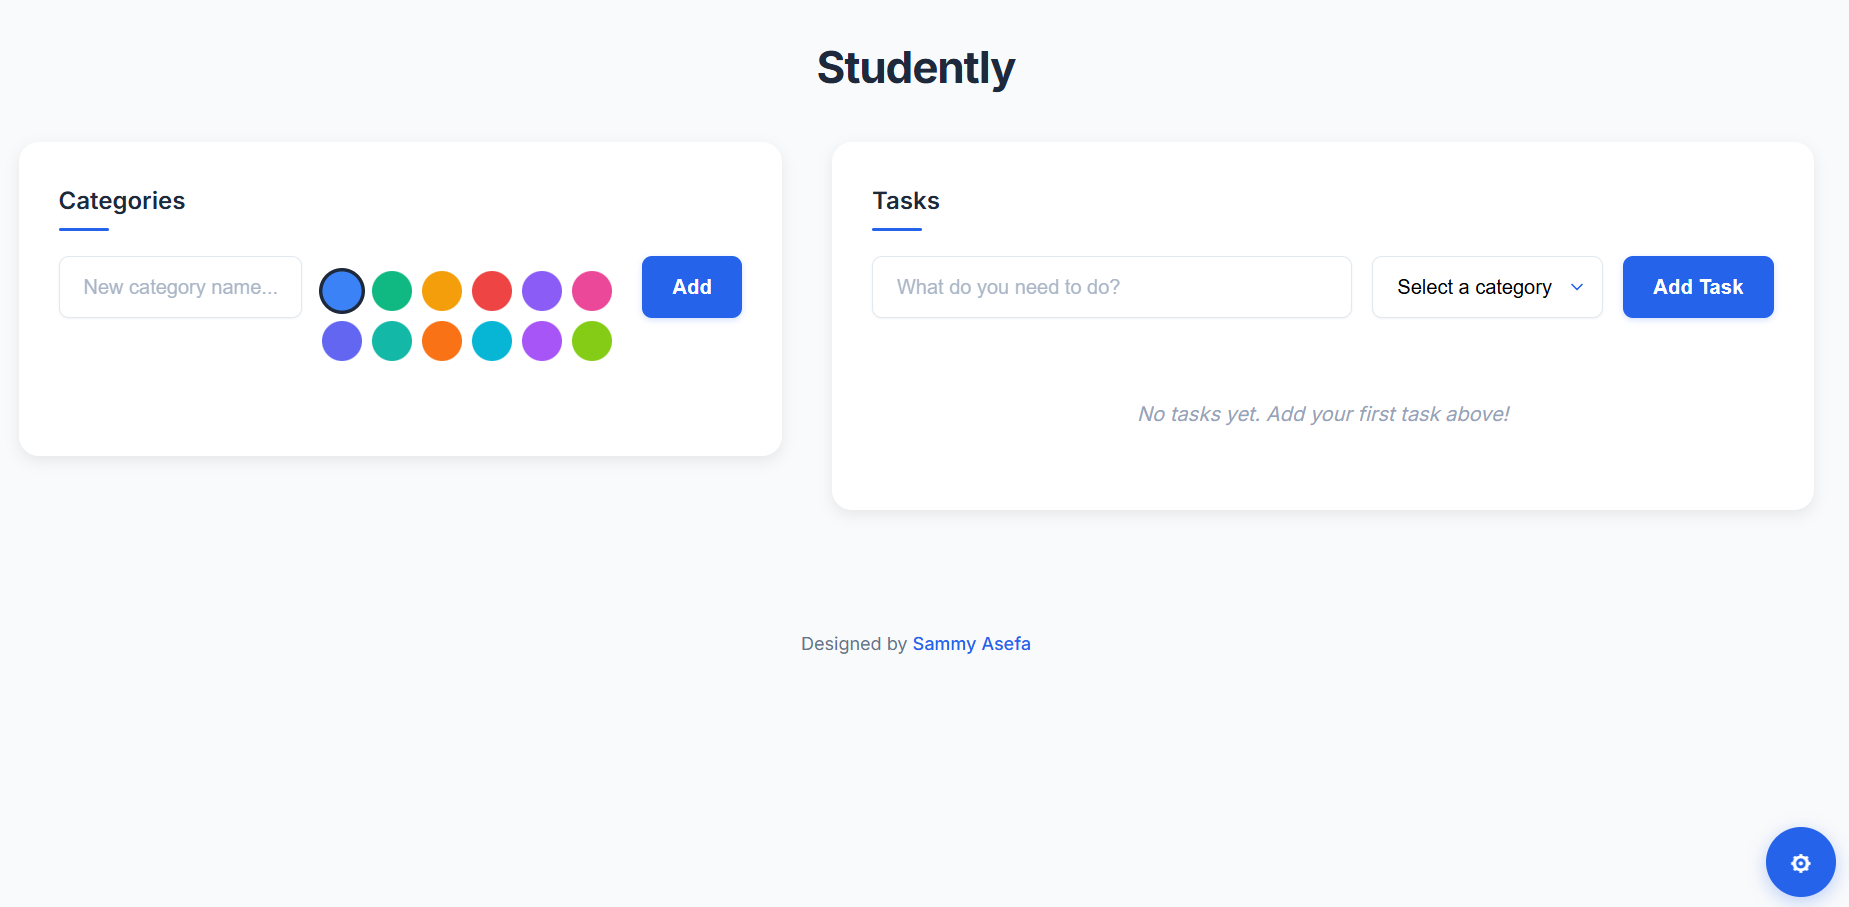 Studently
Categories
New category name...
Add
Tasks
What do you need to do?
Select a category
Add Task
No tasks yet. Add your first task above!
Designed by Sammy Asefa